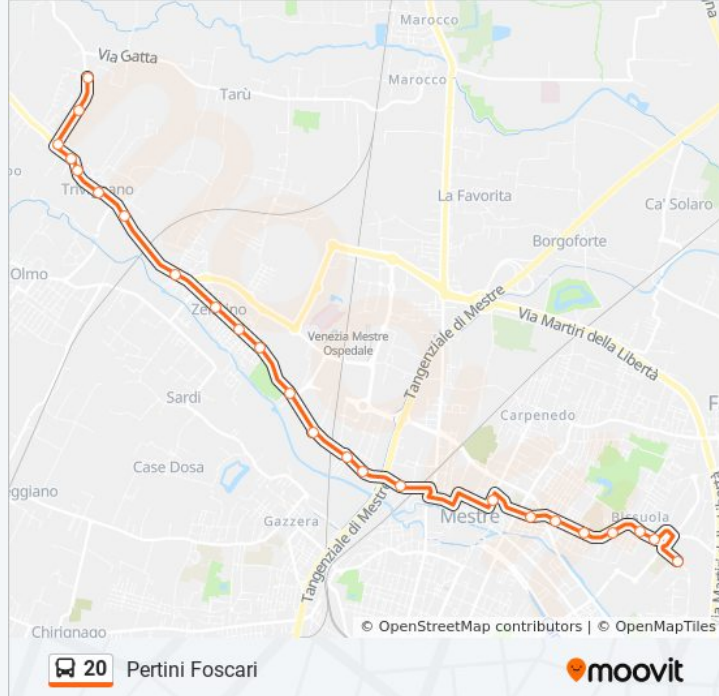 Via Gatta
Marocco
Tarù
Marocco
La Favorita
Ca' Solaro
Borgoforte
Olmo
Via Martiri della Libertà
Tangenziale di Mestre
Venezia Mestre
Ospedale
Sardi
Carpenedo
Case Dosa
Bissuola
Mestre
Gazzera
Tangenziale di Mestre
Chirignago
© OpenStreetMap contributors | © OpenMapTiles
20 Pertini Foscari
moovit